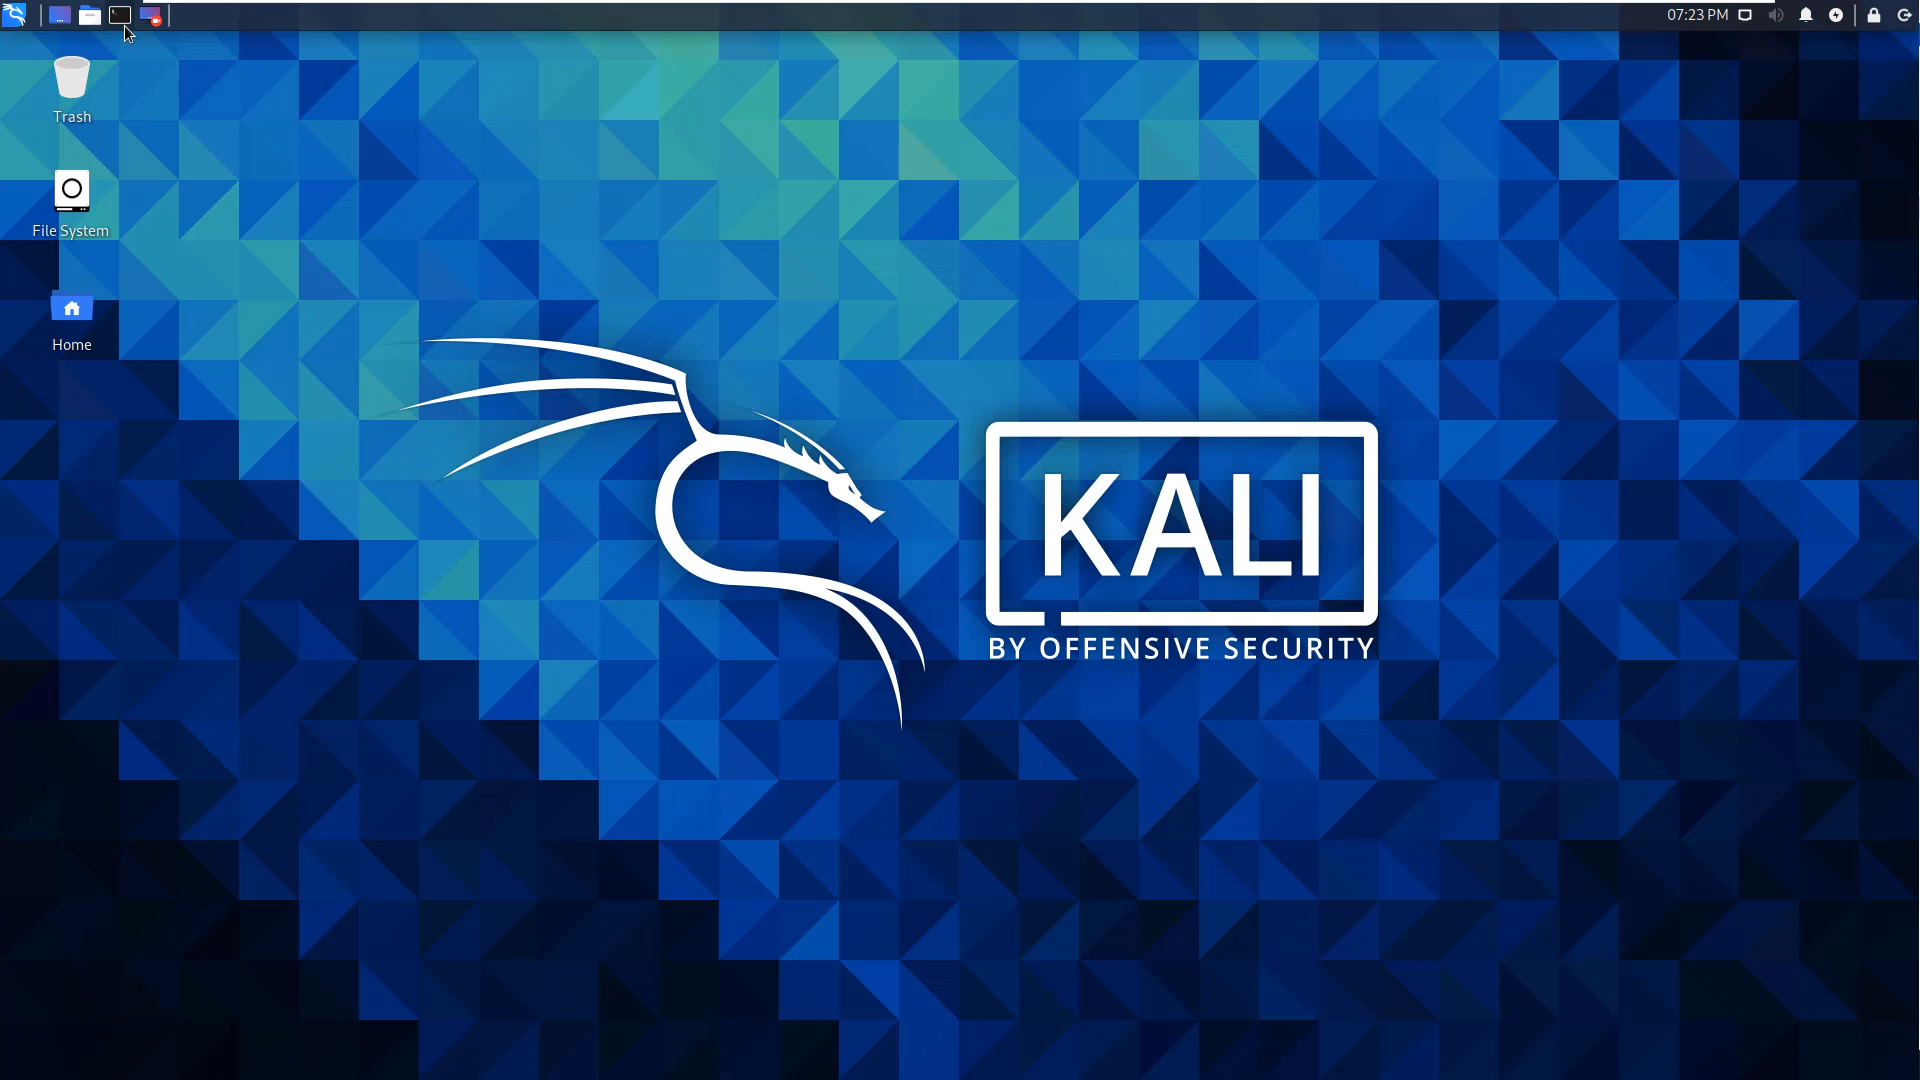 07:23 PM
Trash
File System
Home
KALI
BY OFFENSIVE SECURITY